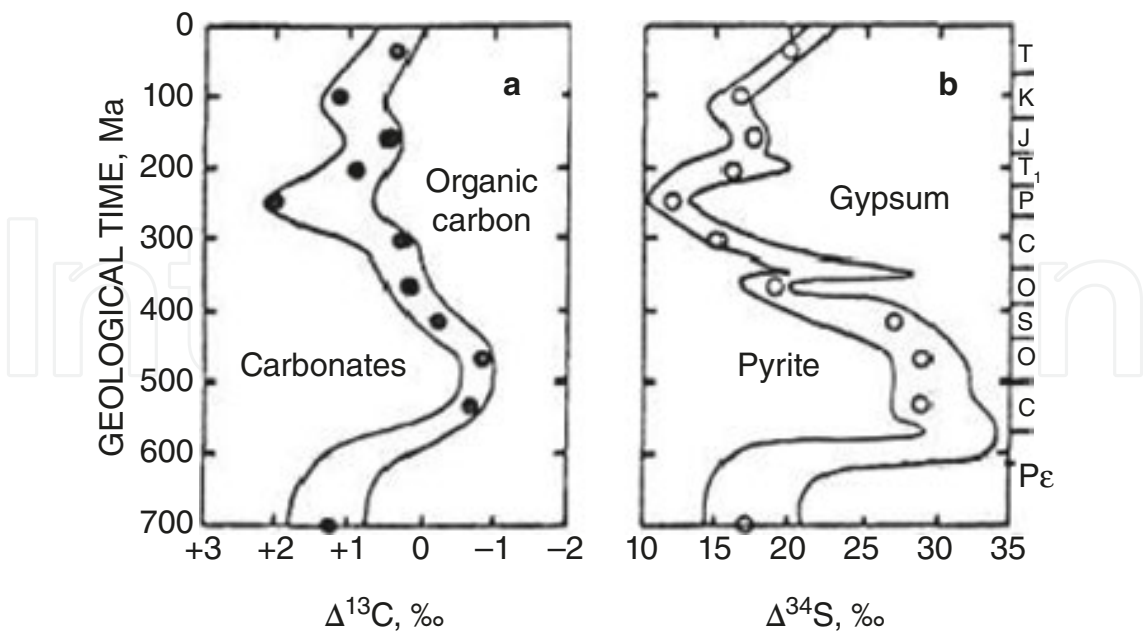 0
100
200
300
400
500
600
700
GEOLOGICAL TIME, Ma
a
Organic
carbon
Carbonates
+3 +2 +1 0 −1 −2
Δ¹³C, ‰
b
Gypsum
Pyrite
10 15 20 25 30 35
Δ³⁴S, ‰
T
K
J
T₁
P
C
O
S
O
C
Pε